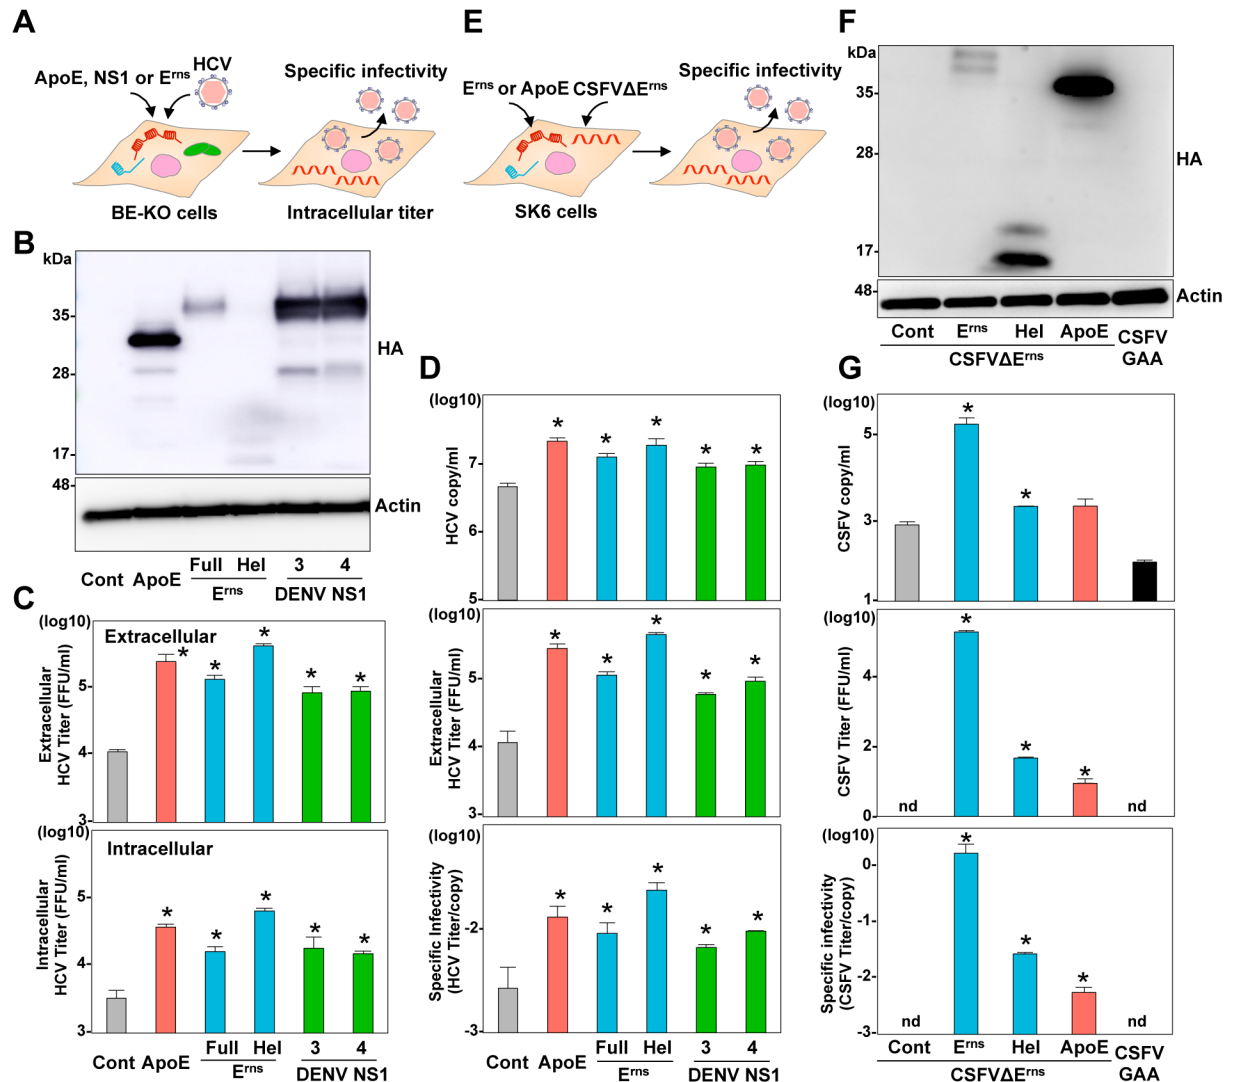 A
ApoE, NS1 or Erns
HCV
Specific infectivity
BE-KO cells
Intracellular titer
E
Erns or ApoE CSFVΔErns
Specific infectivity
SK6 cells
F
kDa
35
28
17
48
HA
Actin
Cont Erns Hel ApoE CSFV
GAA
CSFVΔErns
B
kDa
35
28
17
48
HA
Actin
Cont ApoE Full Hel 3 4
Erns DENV NS1
C
(log10)
Extracellular
Extracellular
HCV Titer (FFU/ml)
5
4
3
* * * * *
(log10)
Intracellular
Intracellular
HCV Titer (FFU/ml)
5
4
3
* * * * *
Cont ApoE Full Hel 3 4
Erns DENV NS1
D
(log10)
HCV copy/ml
7
6
5
* * * * *
(log10)
Extracellular
HCV Titer (FFU/ml)
5
4
3
* * * * *
(log10)
Specific Infectivity
(HCV Titer/copy)
-2
-3
* * * * *
Cont ApoE Full Hel 3 4
Erns DENV NS1
G
(log10)
CSFV copy/ml
5
3
1
* *
(log10)
CSFV Titer (FFU/ml)
4
2
0
nd * * * nd
(log10)
Specific infectivity
(CSFV Titer/copy)
0
-1
-2
-3
nd * * * nd
Cont Erns Hel ApoE CSFV
GAA
CSFVΔErns